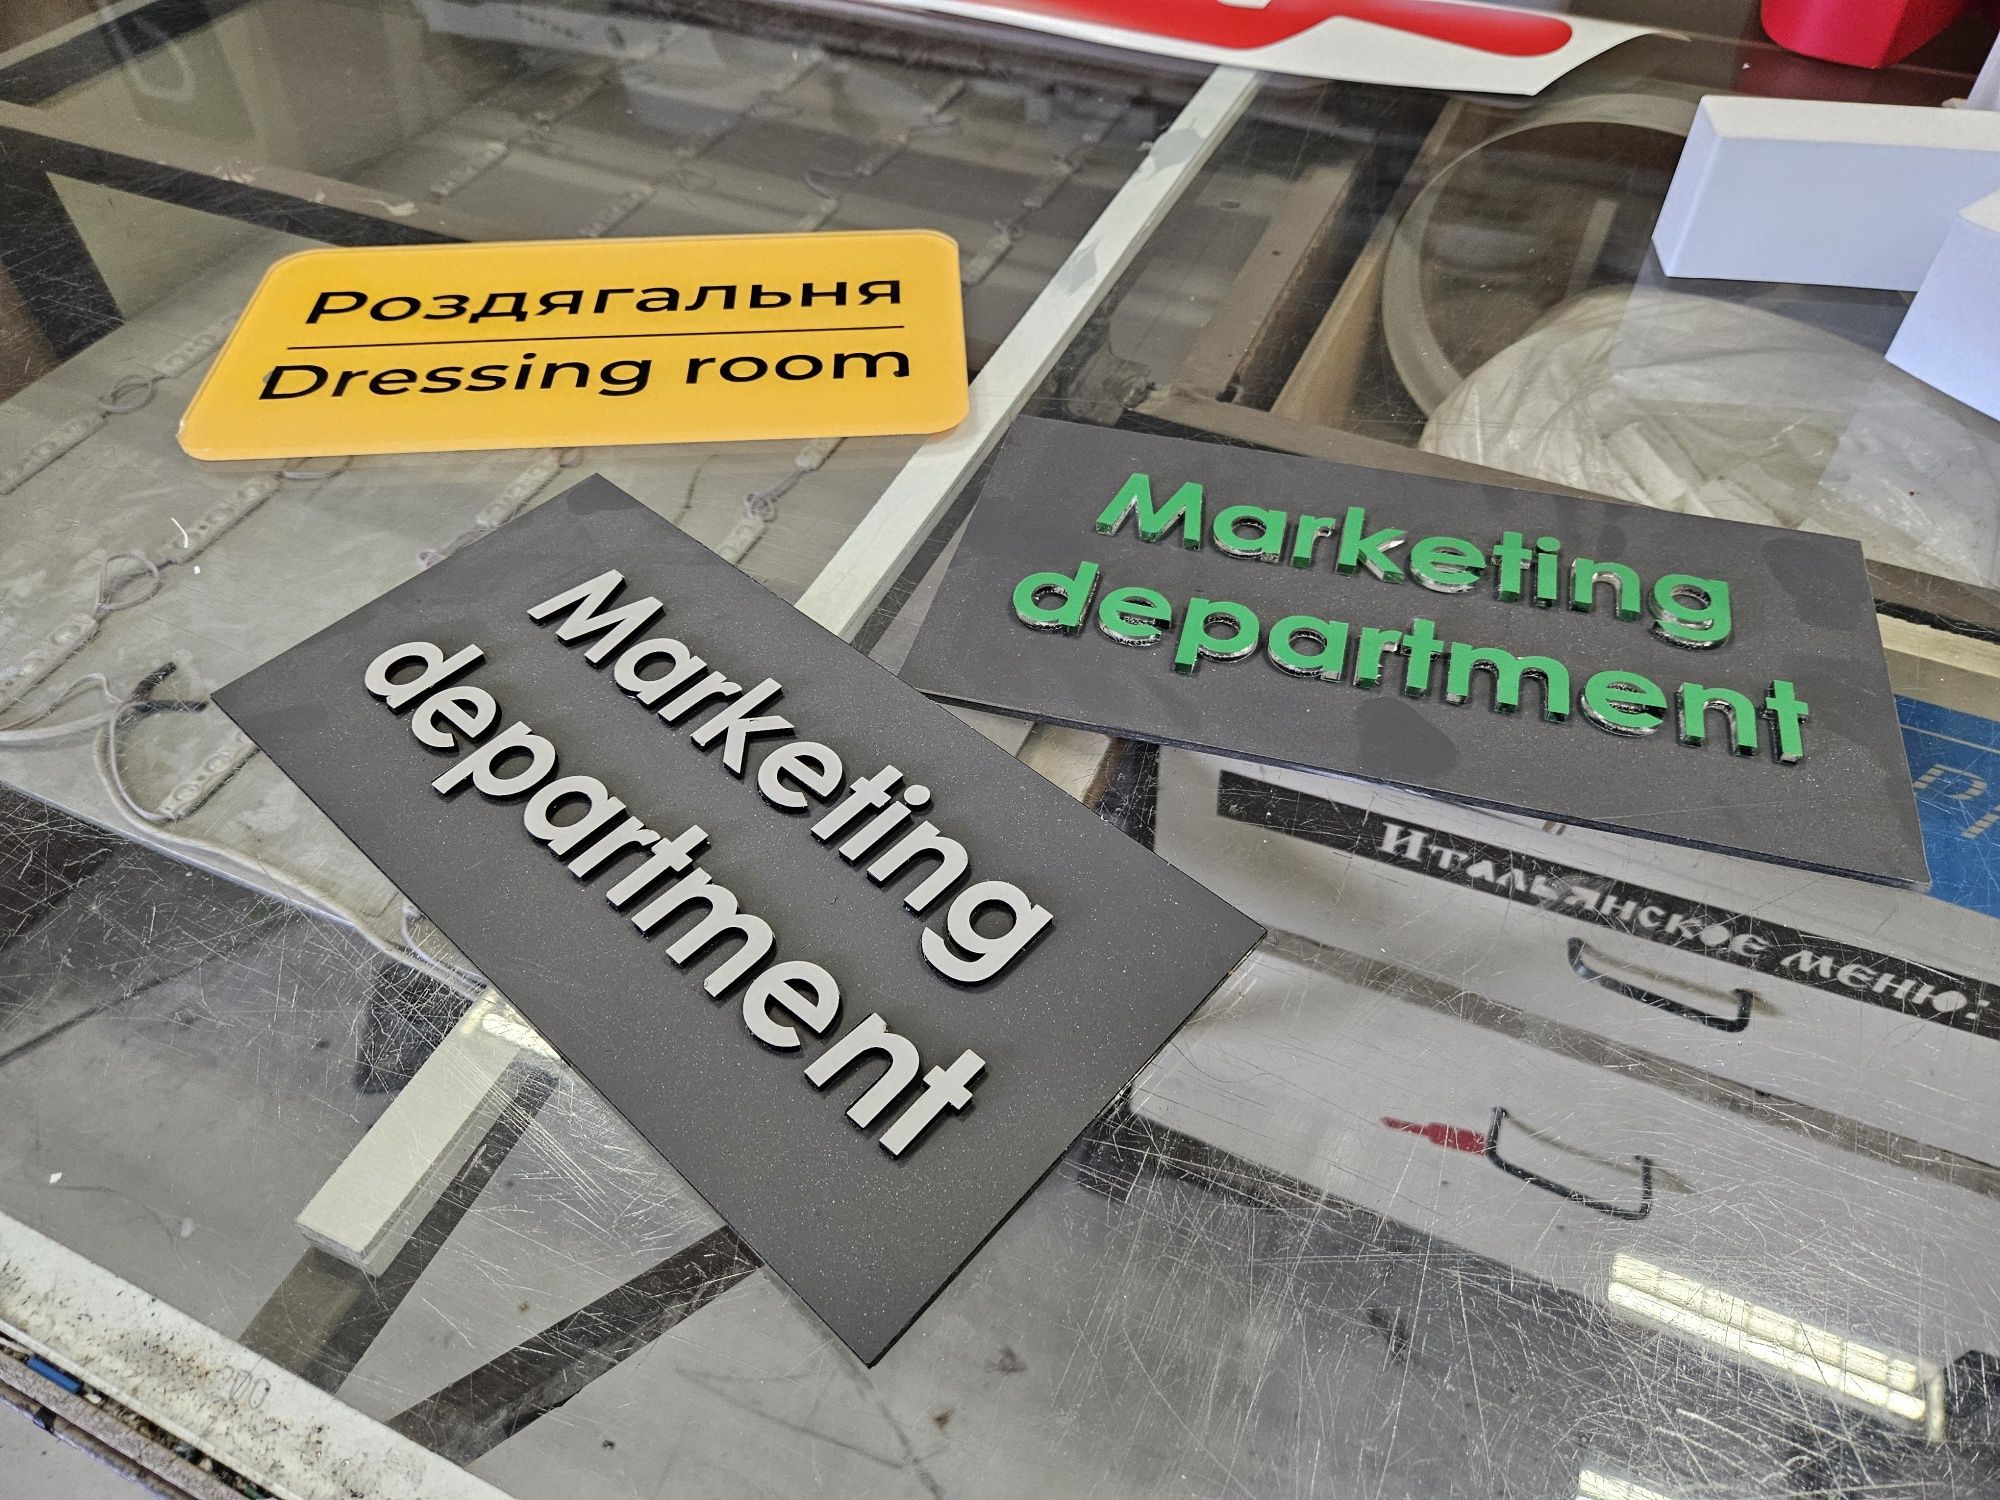 Роздягальня
Dressing room
Marketing
department
Marketing
department
Итальянское меню: